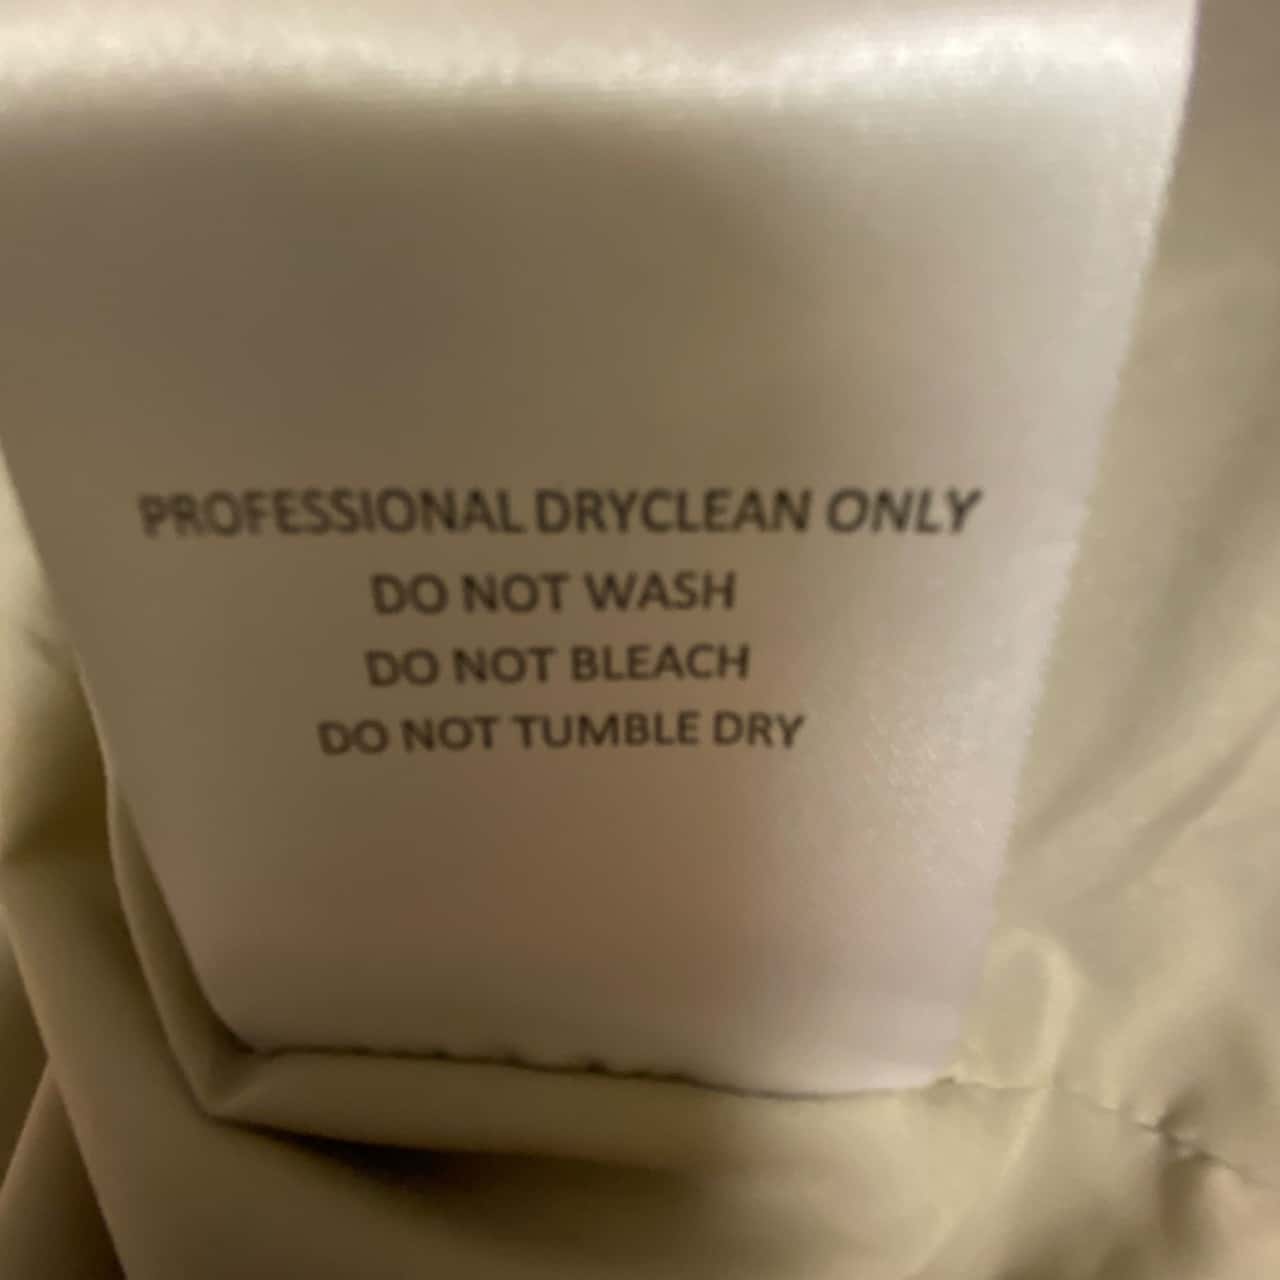 PROFESSIONAL DRYCLEAN ONLY
DO NOT WASH
DO NOT BLEACH
DO NOT TUMBLE DRY